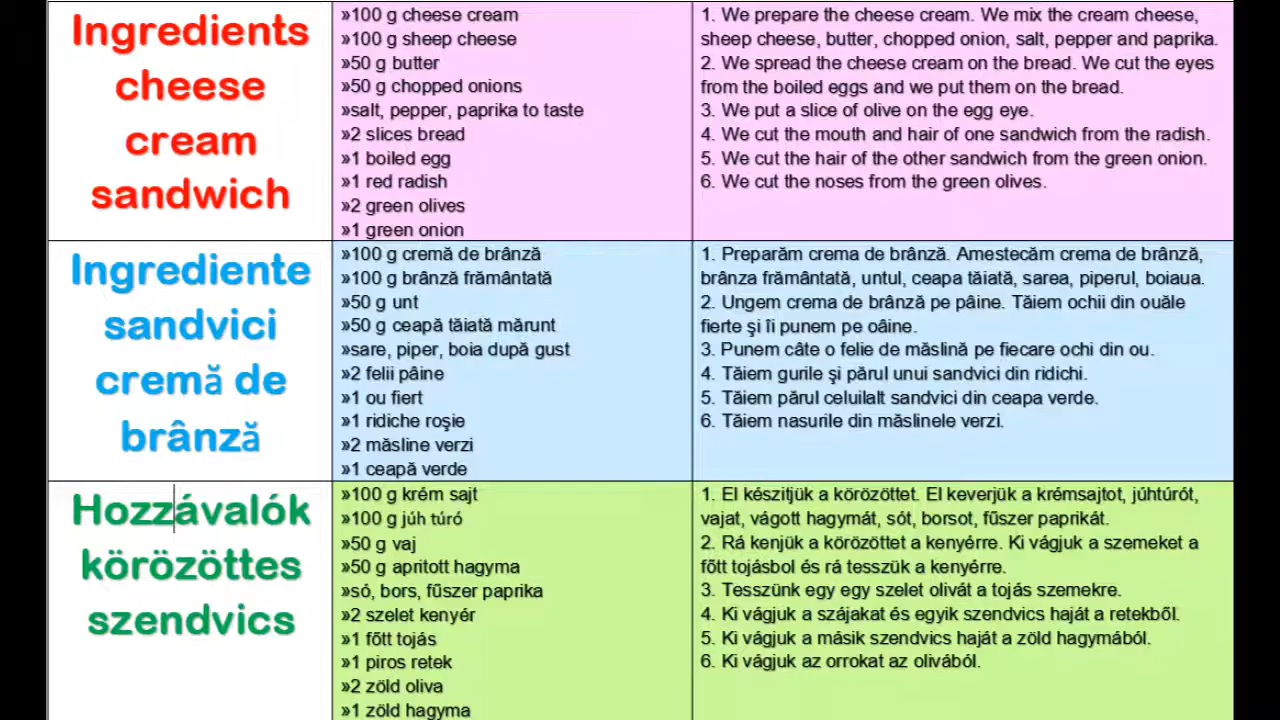 Ingredients
cheese
cream
sandwich
»100 g cheese cream
»100 g sheep cheese
»50 g butter
»50 g chopped onions
»salt, pepper, paprika to taste
»2 slices bread
»1 boiled egg
»1 red radish
»2 green olives
»1 green onion
1. We prepare the cheese cream. We mix the cream cheese,
sheep cheese, butter, chopped onion, salt, pepper and paprika.
2. We spread the cheese cream on the bread. We cut the eyes
from the boiled eggs and we put them on the bread.
3. We put a slice of olive on the egg eye.
4. We cut the mouth and hair of one sandwich from the radish.
5. We cut the hair of the other sandwich from the green onion.
6. We cut the noses from the green olives.
Ingrediente
sandvici
cremă de
brânză
»100 g cremă de brânză
»100 g brânză frământată
»50 g unt
»50 g ceapă tăiată mărunt
»sare, piper, boia după gust
»2 felii pâine
»1 ou fiert
»1 ridiche roşie
»2 măsline verzi
»1 ceapă verde
1. Preparăm crema de brânză. Amestecăm crema de brânză,
brânza frământată, untul, ceapa tăiată, sarea, piperul, boiaua.
2. Ungem crema de brânză pe pâine. Tăiem ochii din ouăle
fierte şi îi punem pe oâine.
3. Punem câte o felie de măslină pe fiecare ochi din ou.
4. Tăiem gurile şi părul unui sandvici din ridichi.
5. Tăiem părul celuilalt sandvici din ceapa verde.
6. Tăiem nasurile din măslinele verzi.
Hozzávalók
körözöttes
szendvics
»100 g krém sajt
»100 g júh túró
»50 g vaj
»50 g apritott hagyma
»só, bors, fűszer paprika
»2 szelet kenyér
»1 főtt tojás
»1 piros retek
»2 zöld oliva
»1 zöld hagyma
1. El készitjük a körözöttet. El keverjük a krémsajtot, júhtúrót,
vajat, vágott hagymát, sót, borsot, fűszer paprikát.
2. Rá kenjük a körözöttet a kenyérre. Ki vágjuk a szemeket a
főtt tojásbol és rá tesszük a kenyérre.
3. Tesszünk egy egy szelet olivát a tojás szemekre.
4. Ki vágjuk a szájakat és egyik szendvics haját a retekből.
5. Ki vágjuk a másik szendvics haját a zöld hagymából.
6. Ki vágjuk az orrokat az olivából.